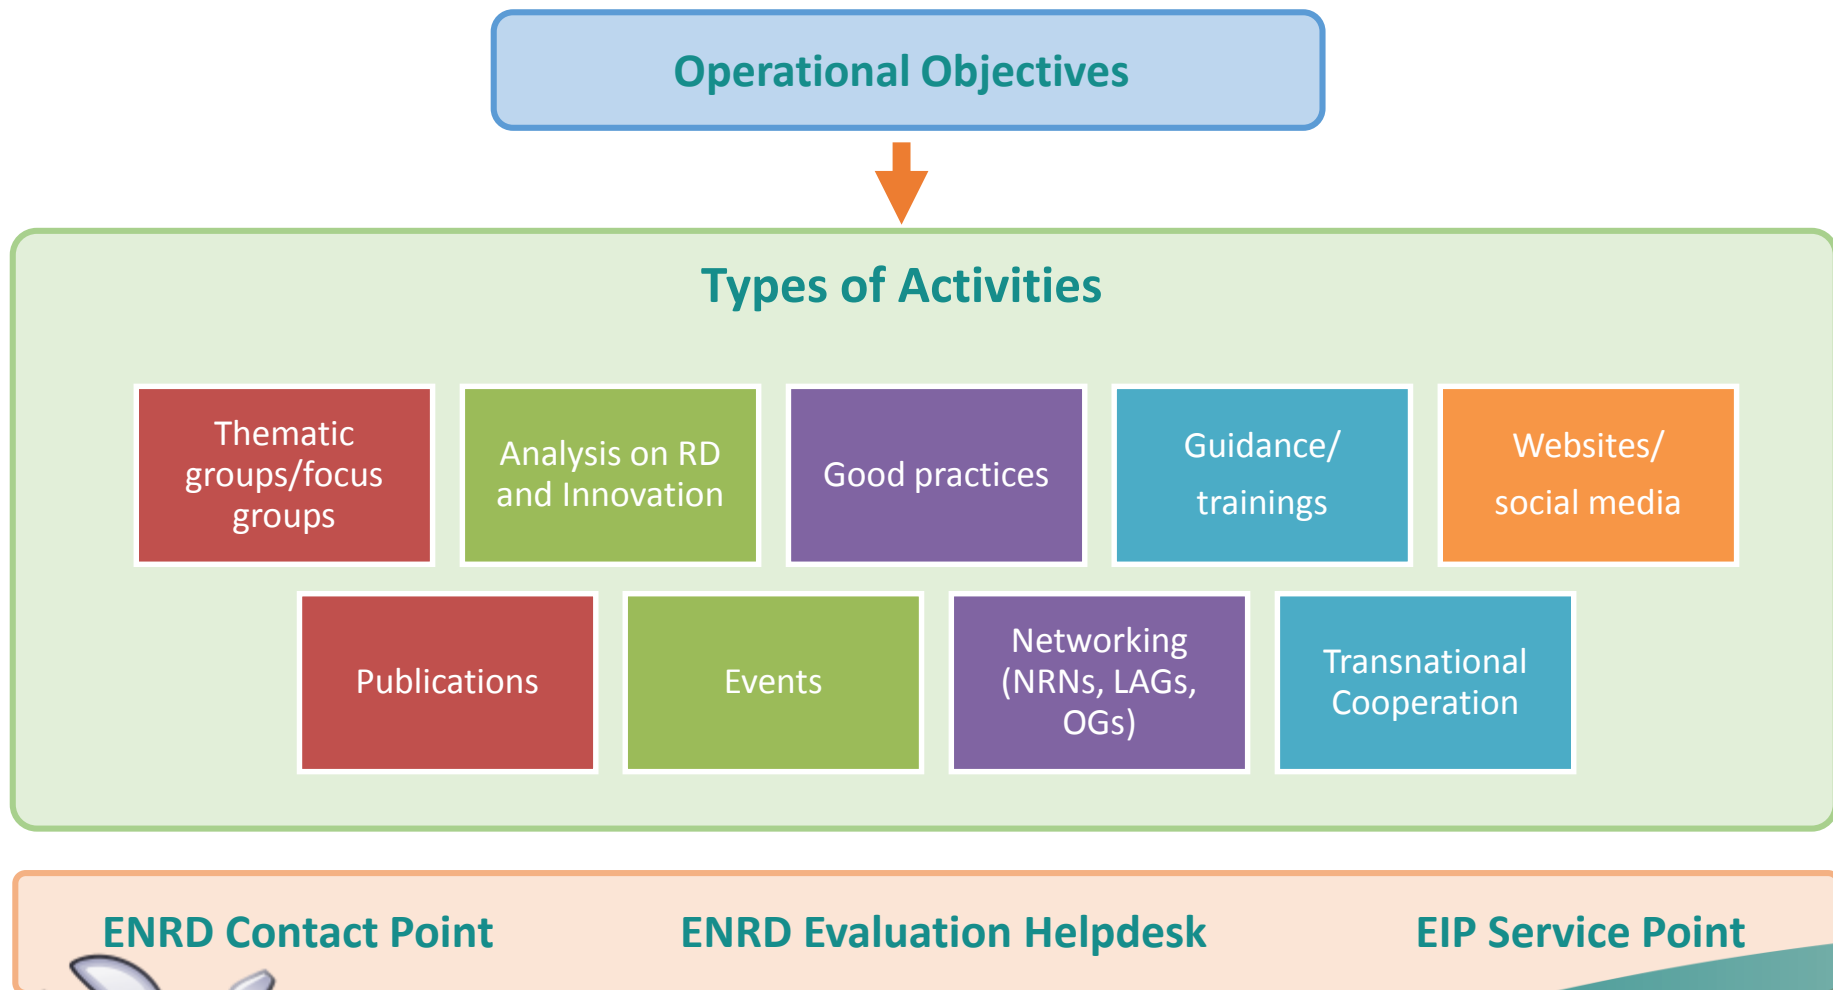 Operational Objectives
Types of Activities
Thematic
groups/focus
groups
Analysis on RD
and Innovation
Good practices
Guidance/
trainings
Websites/
social media
Publications
Events
Networking
(NRNs, LAGs,
OGs)
Transnational
Cooperation
ENRD Contact Point
ENRD Evaluation Helpdesk
EIP Service Point